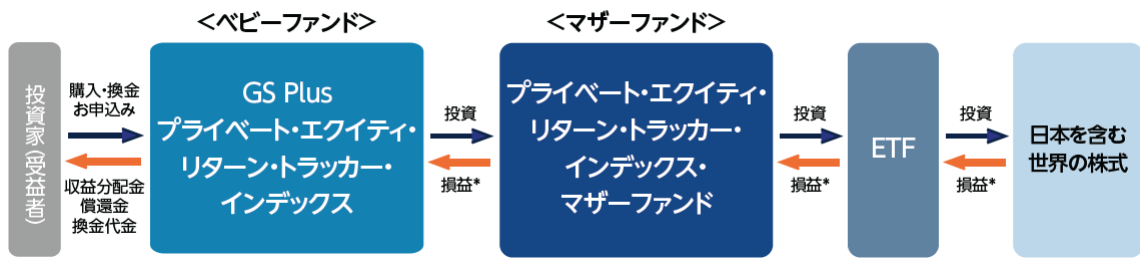 <ベビーファンド>
<マザーファンド>
投資家(受益者)
購入・換金
お申込み
収益分配金
償還金
換金代金
GS Plus
プライベート・エクイティ・
リターン・トラッカー・
インデックス
投資
損益*
プライベート・エクイティ・
リターン・トラッカー・
インデックス・
マザーファンド
投資
損益*
ETF
投資
損益*
日本を含む
世界の株式